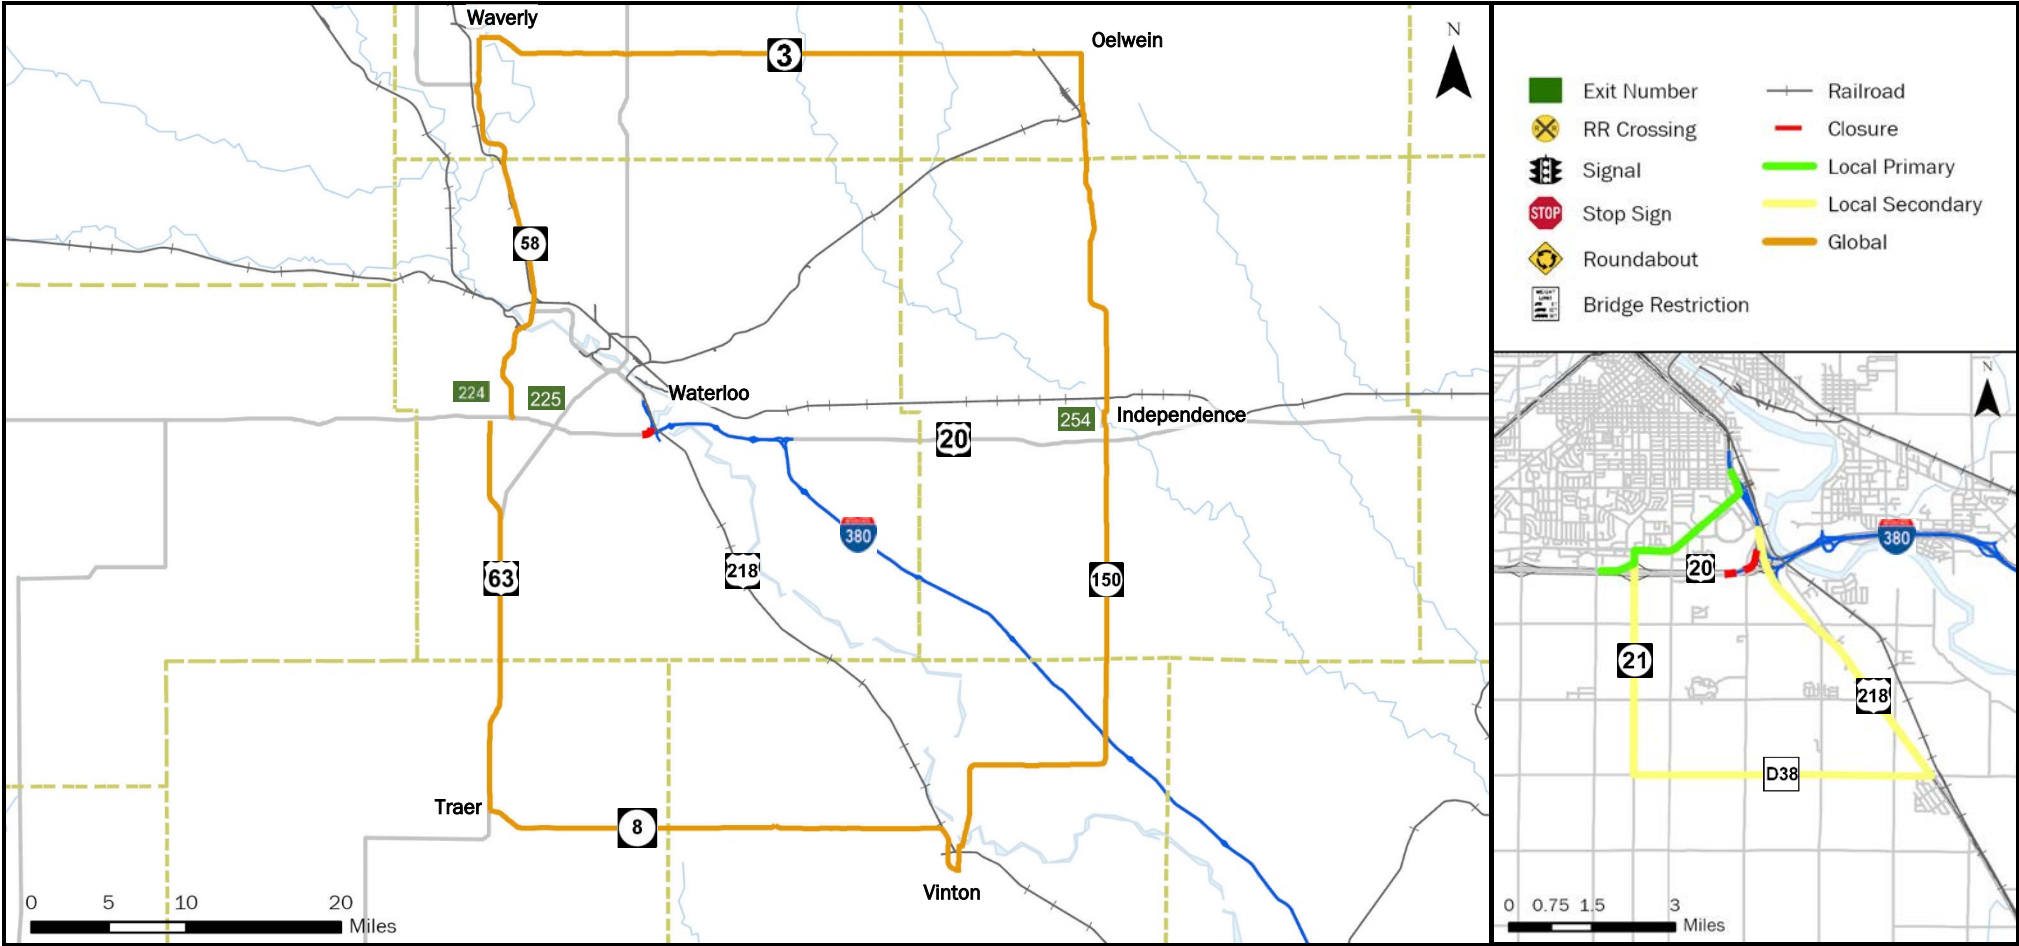 Waverly
3
Oelwein
N
58
224
225
Waterloo
254
Independence
20
380
63
218
150
Traer
8
Vinton
0 5 10 20
Miles
Exit Number
RR Crossing
Signal
STOP
Stop Sign
Roundabout
Bridge Restriction
Railroad
Closure
Local Primary
Local Secondary
Global
N
380
20
21
218
D38
0 0.75 1.5 3
Miles